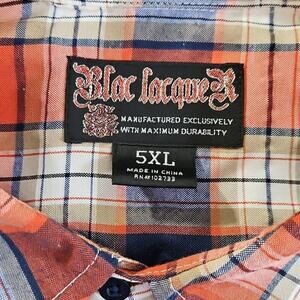 Blac lacqueR
MANUFACTURED EXCLUSIVELY
WITH MAXIMUM DURABILITY
5XL
MADE IN CHINA
RN#102733